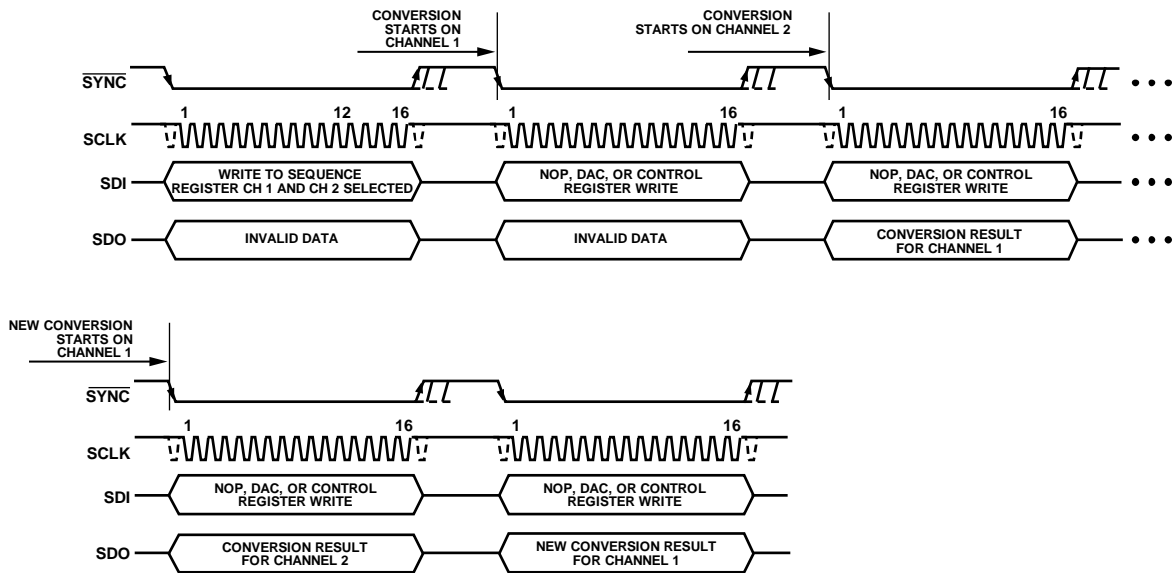 CONVERSION
STARTS ON
CHANNEL 1
CONVERSION
STARTS ON CHANNEL 2
SYNC
1
12
16
1
16
1
16
SCLK
SDI
WRITE TO SEQUENCE
REGISTER CH 1 AND CH 2 SELECTED
NOP, DAC, OR CONTROL
REGISTER WRITE
NOP, DAC, OR CONTROL
REGISTER WRITE
SDO
INVALID DATA
INVALID DATA
CONVERSION RESULT
FOR CHANNEL 1
NEW CONVERSION
STARTS ON
CHANNEL 1
SYNC
1
16
1
16
SCLK
SDI
NOP, DAC, OR CONTROL
REGISTER WRITE
NOP, DAC, OR CONTROL
REGISTER WRITE
SDO
CONVERSION RESULT
FOR CHANNEL 2
NEW CONVERSION RESULT
FOR CHANNEL 1